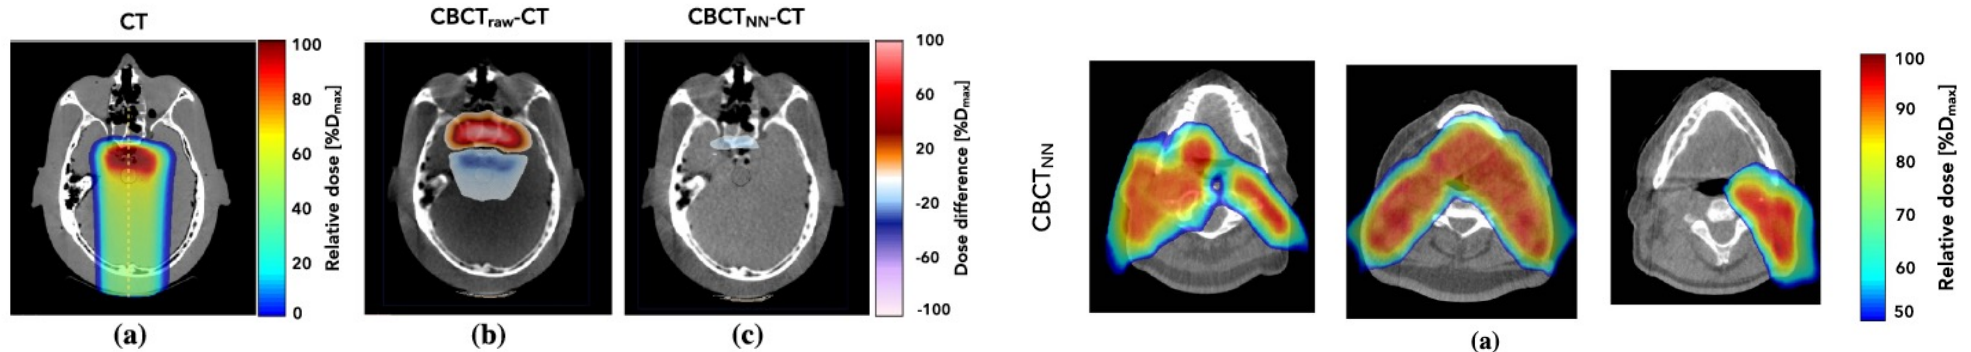 CT
100
80
60
40
20
0
Relative dose [%Dmax]
(a)
CBCTraw-CT
(b)
CBCTNN-CT
(c)
100
60
20
-20
-60
-100
Dose difference [%Dmax]
CBCTNN
(a)
100
90
80
70
60
50
Relative dose [%Dmax]